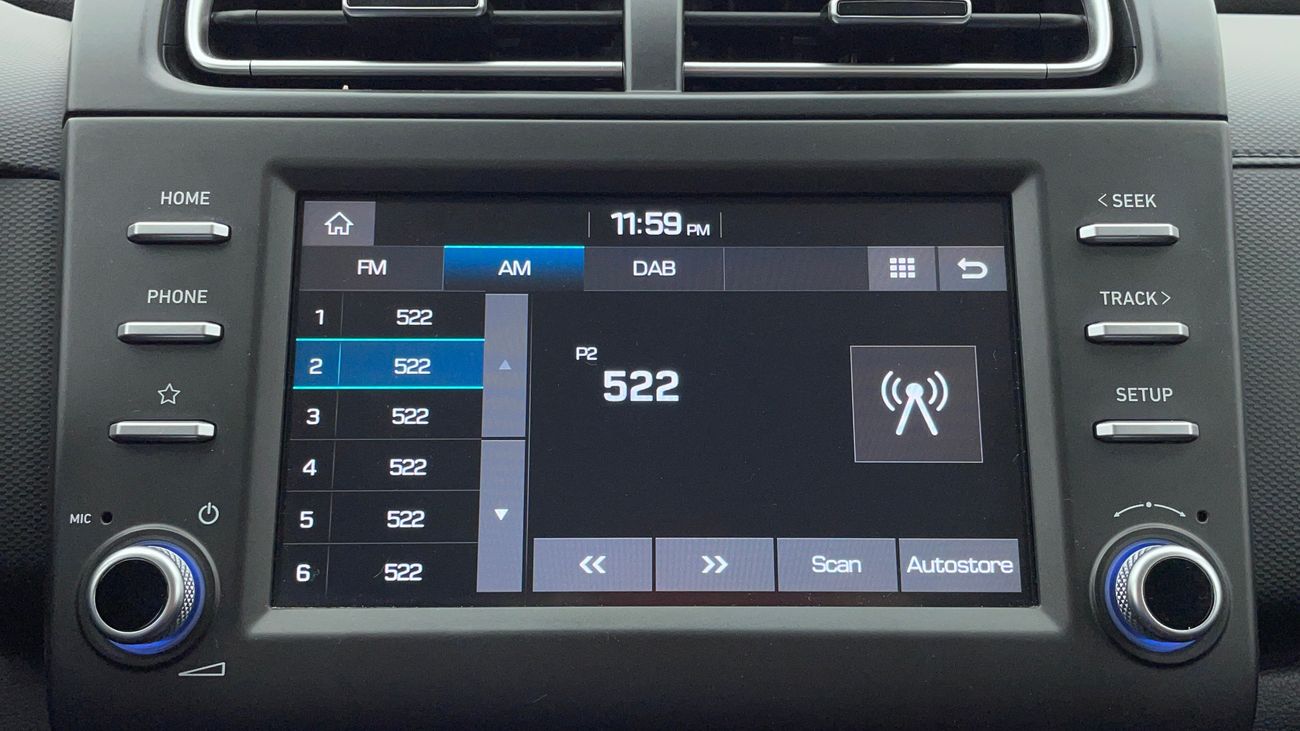 HOME
PHONE
MIC
11:59 PM
FM AM DAB
1 522
2 522
3 522
4 522
5 522
6 522
P2
522
<< >> Scan Autostore
< SEEK
TRACK >
SETUP